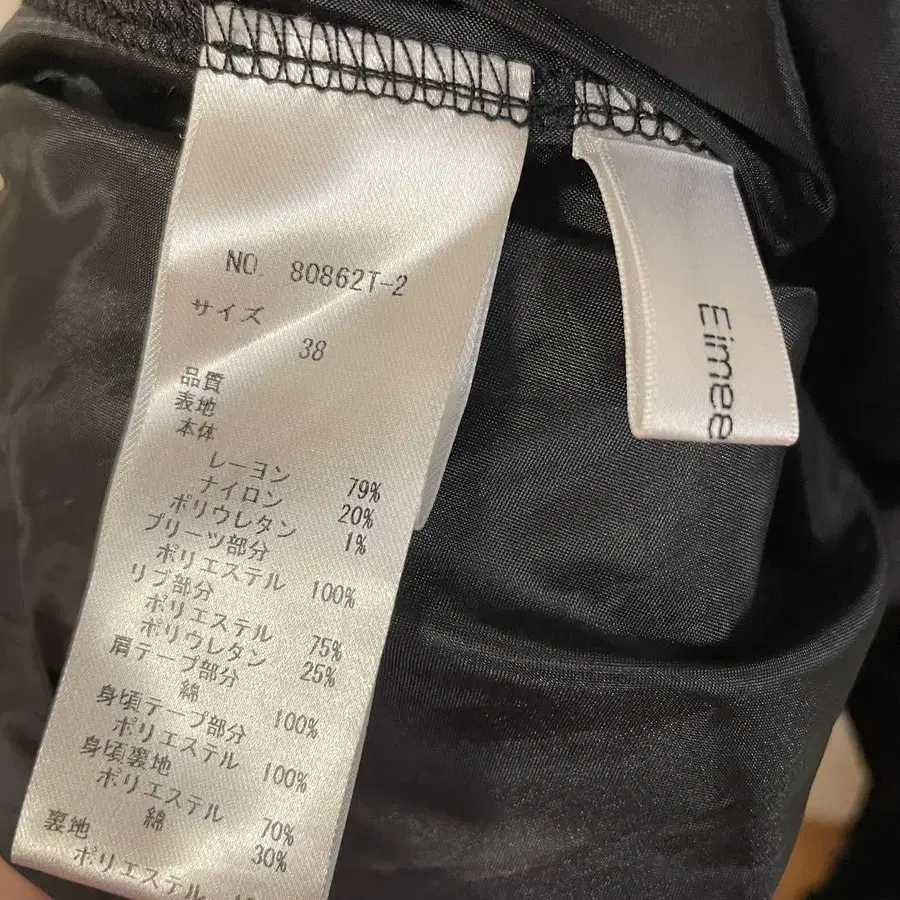 NO. 80862T-2
サイズ
38
品質
表地
本体
レーヨン 79%
ナイロン 20%
ポリウレタン 1%
プリーツ部分
ポリエステル 100%
リブ部分
ポリエステル 75%
ポリウレタン 25%
肩テープ部分
綿 100%
身頃テープ部分
ポリエステル 100%
身頃裏地
ポリエステル 70%
綿 30%
裏地
ポリエステル
Eimee